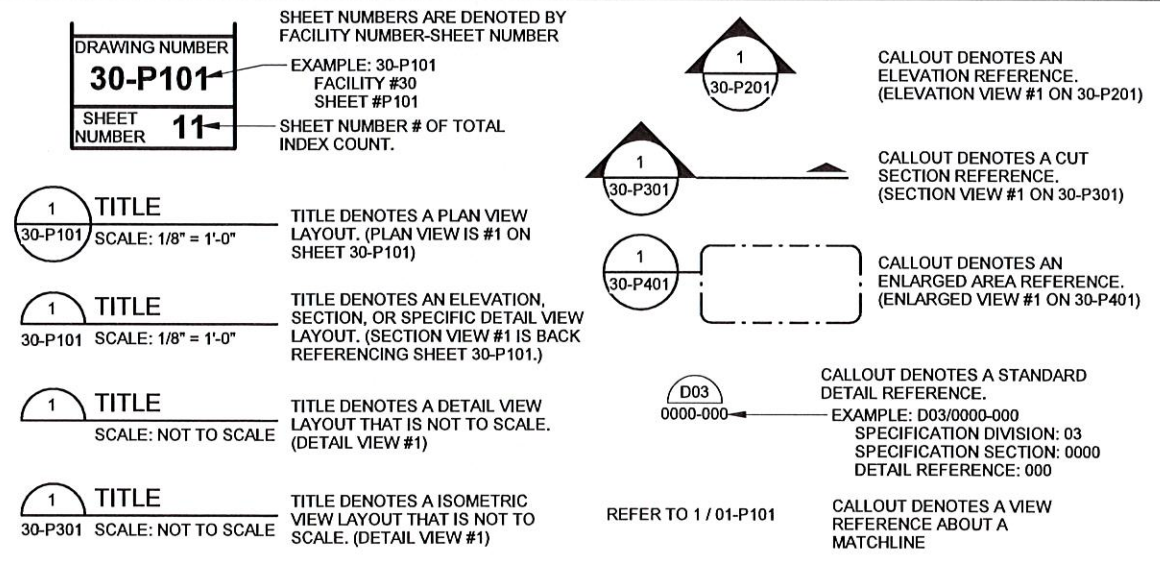 SHEET NUMBERS ARE DENOTED BY
FACILITY NUMBER-SHEET NUMBER
DRAWING NUMBER
30-P101
EXAMPLE: 30-P101
FACILITY #30
SHEET #P101
SHEET
NUMBER
11
SHEET NUMBER # OF TOTAL
INDEX COUNT.
1
30-P101
TITLE
SCALE: 1/8" = 1'-0"
TITLE DENOTES A PLAN VIEW
LAYOUT. (PLAN VIEW IS #1 ON
SHEET 30-P101)
1
30-P101
TITLE
SCALE: 1/8" = 1'-0"
TITLE DENOTES AN ELEVATION,
SECTION, OR SPECIFIC DETAIL VIEW
LAYOUT. (SECTION VIEW #1 IS BACK
REFERENCING SHEET 30-P101.)
1
TITLE
SCALE: NOT TO SCALE
TITLE DENOTES A DETAIL VIEW
LAYOUT THAT IS NOT TO SCALE.
(DETAIL VIEW #1)
1
30-P301
TITLE
SCALE: NOT TO SCALE
TITLE DENOTES A ISOMETRIC
VIEW LAYOUT THAT IS NOT TO
SCALE. (DETAIL VIEW #1)
1
30-P201
CALLOUT DENOTES AN
ELEVATION REFERENCE.
(ELEVATION VIEW #1 ON 30-P201)
1
30-P301
CALLOUT DENOTES A CUT
SECTION REFERENCE.
(SECTION VIEW #1 ON 30-P301)
1
30-P401
CALLOUT DENOTES AN
ENLARGED AREA REFERENCE.
(ENLARGED VIEW #1 ON 30-P401)
D03
0000-000
CALLOUT DENOTES A STANDARD
DETAIL REFERENCE.
EXAMPLE: D03/0000-000
SPECIFICATION DIVISION: 03
SPECIFICATION SECTION: 0000
DETAIL REFERENCE: 000
REFER TO 1 / 01-P101
CALLOUT DENOTES A VIEW
REFERENCE ABOUT A
MATCHLINE